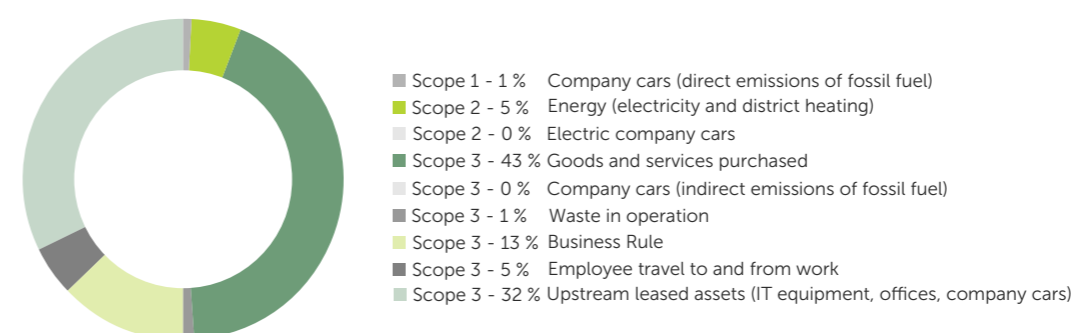 Scope 1 - 1 % Company cars (direct emissions of fossil fuel)
Scope 2 - 5 % Energy (electricity and district heating)
Scope 2 - 0 % Electric company cars
Scope 3 - 43 % Goods and services purchased
Scope 3 - 0 % Company cars (indirect emissions of fossil fuel)
Scope 3 - 1 % Waste in operation
Scope 3 - 13 % Business Rule
Scope 3 - 5 % Employee travel to and from work
Scope 3 - 32 % Upstream leased assets (IT equipment, offices, company cars)